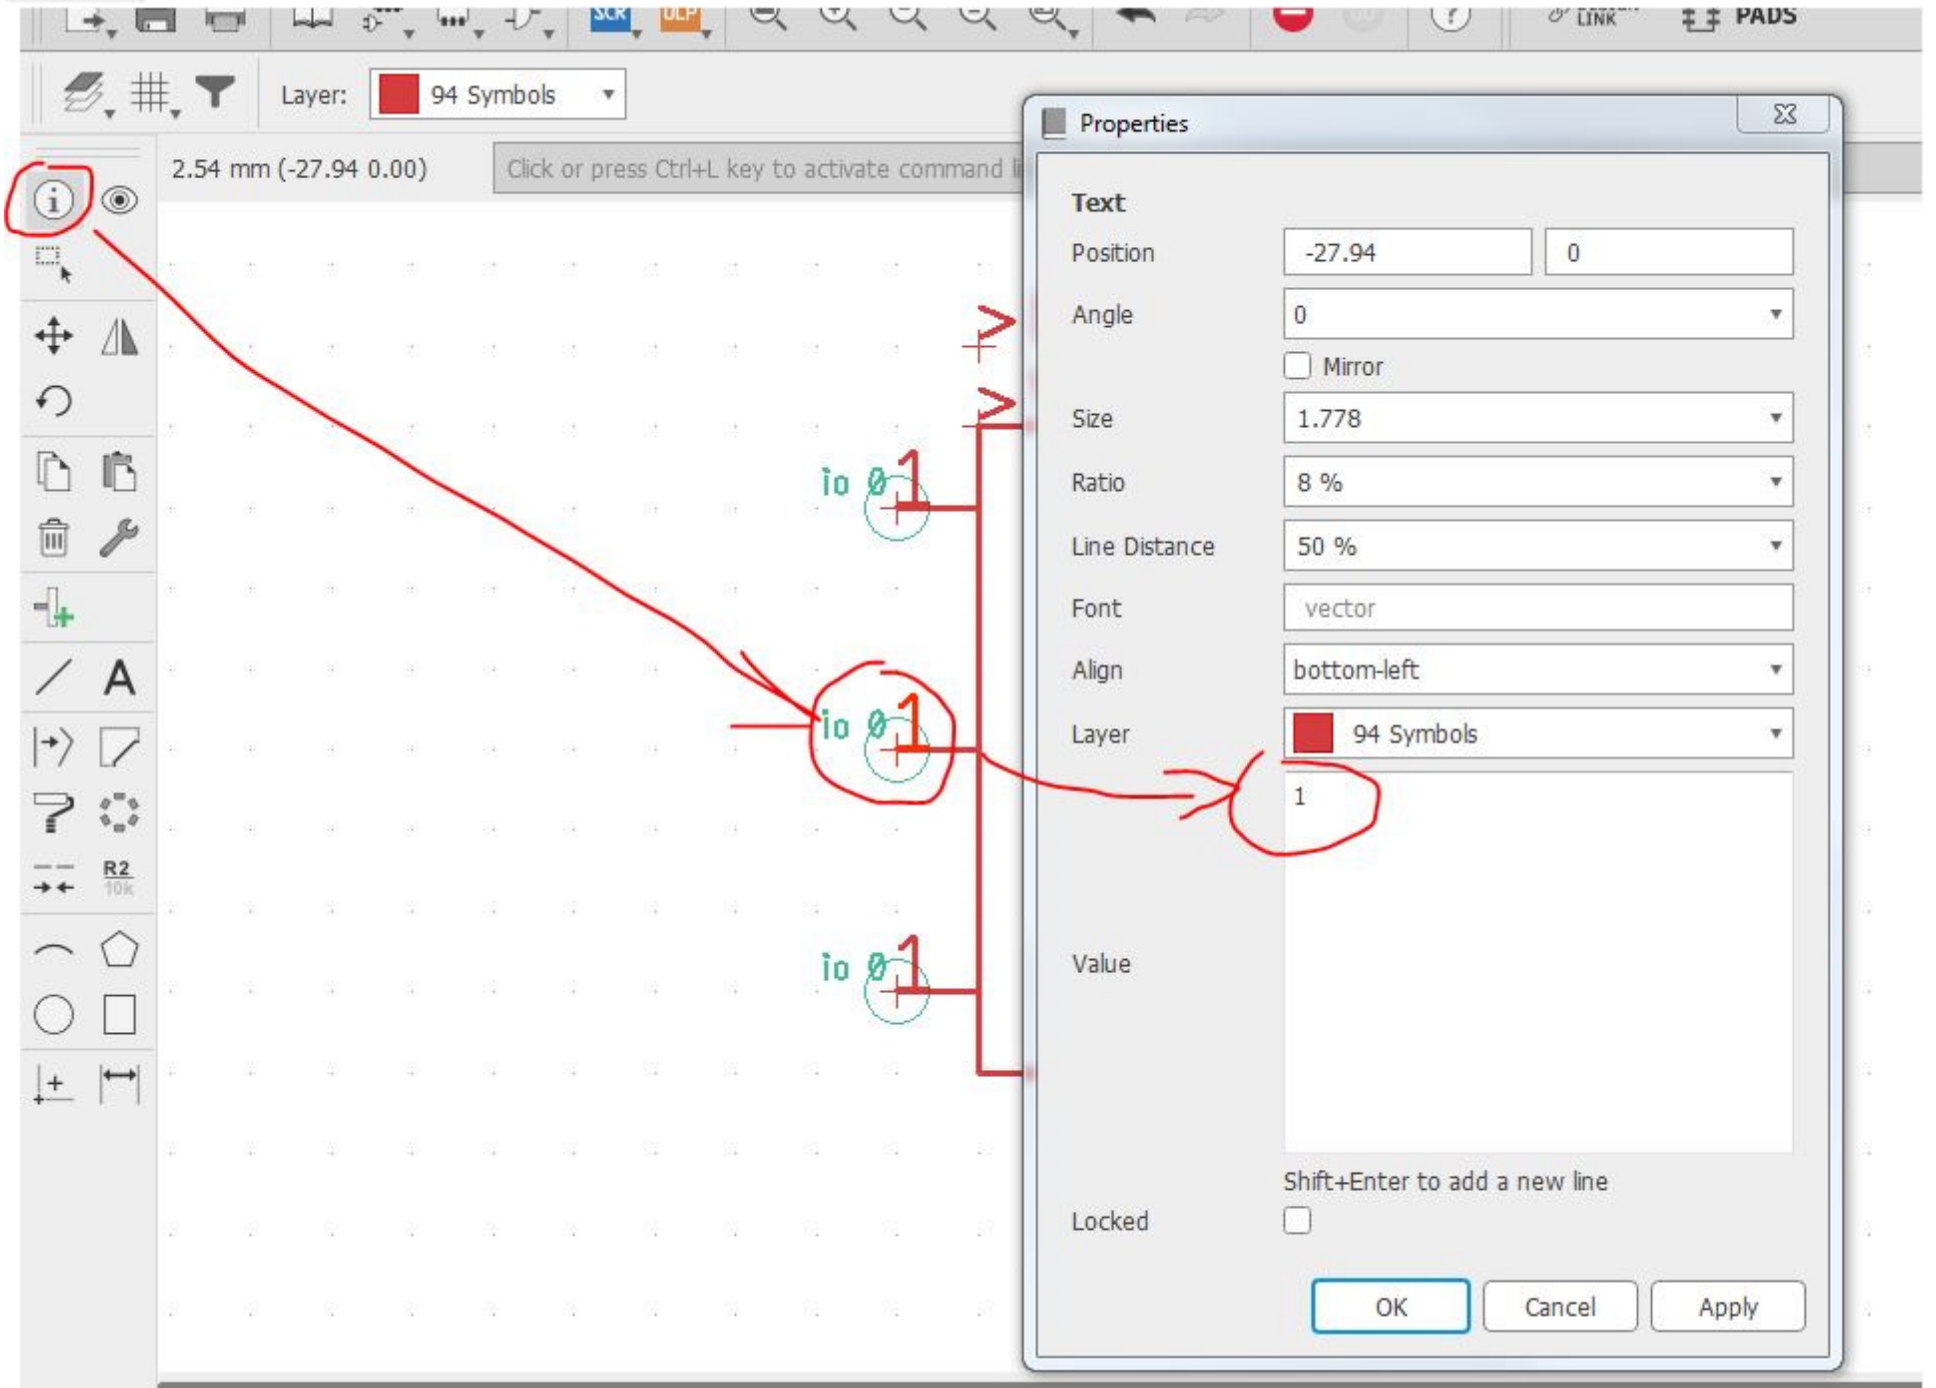 SCR ULP LINK PADS
Layer: 94 Symbols
Properties
2.54 mm (-27.94 0.00)
Click or press Ctrl+L key to activate command
Text
Position -27.94 0
Angle 0
Mirror
Size 1.778
Ratio 8 %
Line Distance 50 %
Font vector
Align bottom-left
Layer 94 Symbols
1
Value
Shift+Enter to add a new line
Locked
OK Cancel Apply
>
>
io 0 1
io 0 1
io 0 1
A
R2
10k